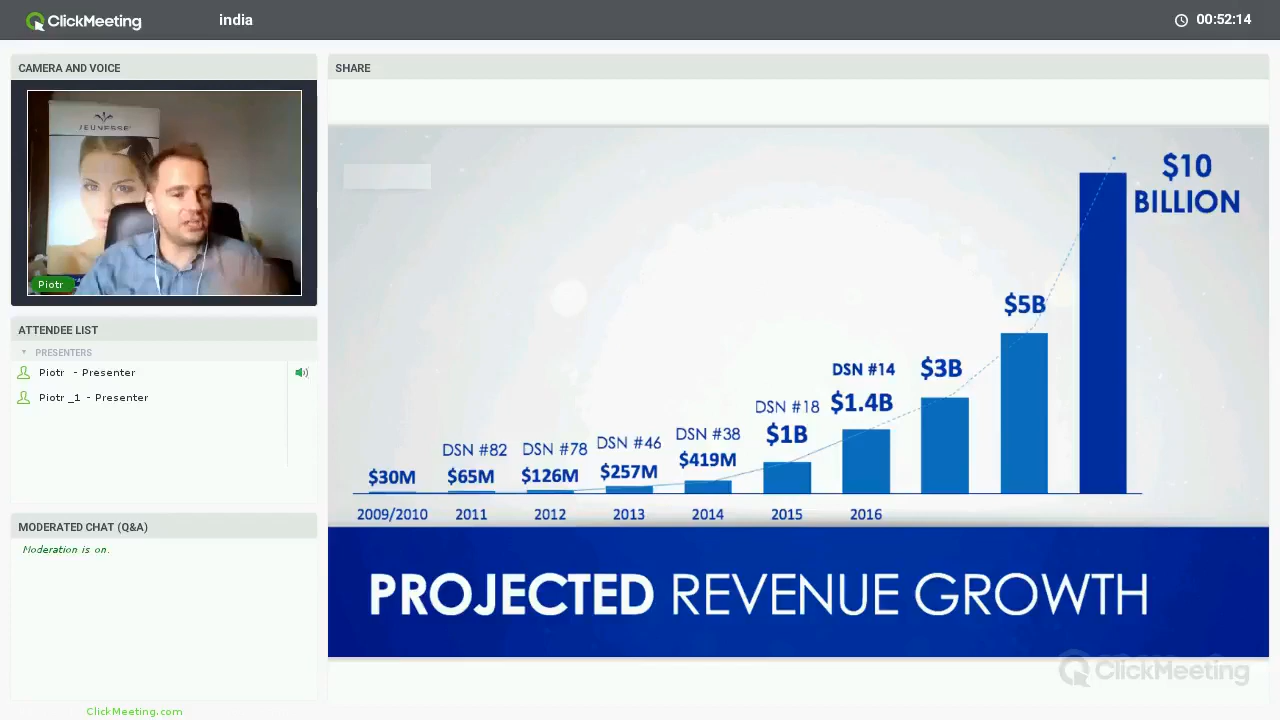 ClickMeeting
india
00:52:14
CAMERA AND VOICE
JEUNESSE
Piotr
ATTENDEE LIST
PRESENTERS
Piotr - Presenter
Piotr _1 - Presenter
MODERATED CHAT (Q&A)
Moderation is on.
ClickMeeting.com
SHARE
$10
BILLION
$5B
$3B
DSN #14
$1.4B
DSN #18
$1B
DSN #38
$419M
DSN #46
$257M
DSN #78
$126M
DSN #82
$65M
$30M
2009/2010 2011 2012 2013 2014 2015 2016
PROJECTED REVENUE GROWTH
ClickMeeting